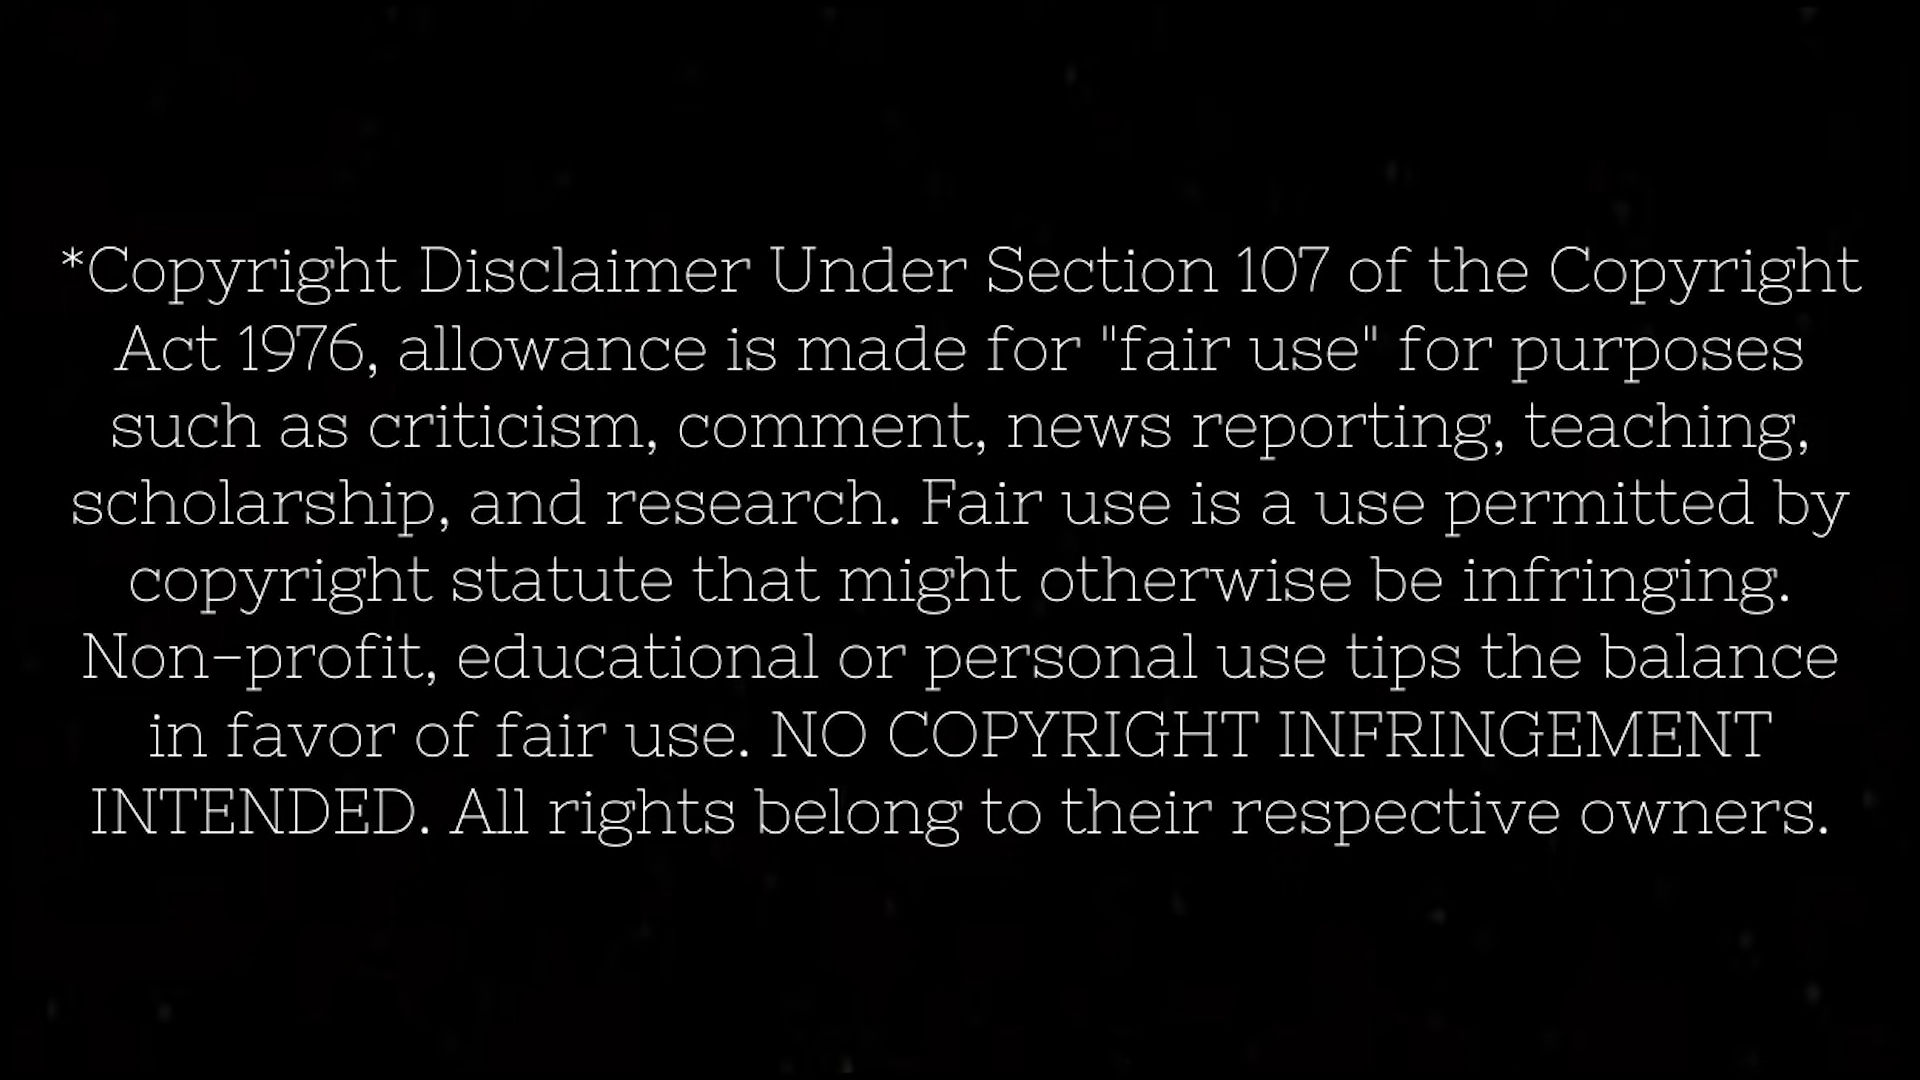 *Copyright Disclaimer Under Section 107 of the Copyright
Act 1976, allowance is made for "fair use" for purposes
such as criticism, comment, news reporting, teaching,
scholarship, and research. Fair use is a use permitted by
copyright statute that might otherwise be infringing.
Non-profit, educational or personal use tips the balance
in favor of fair use. NO COPYRIGHT INFRINGEMENT
INTENDED. All rights belong to their respective owners.